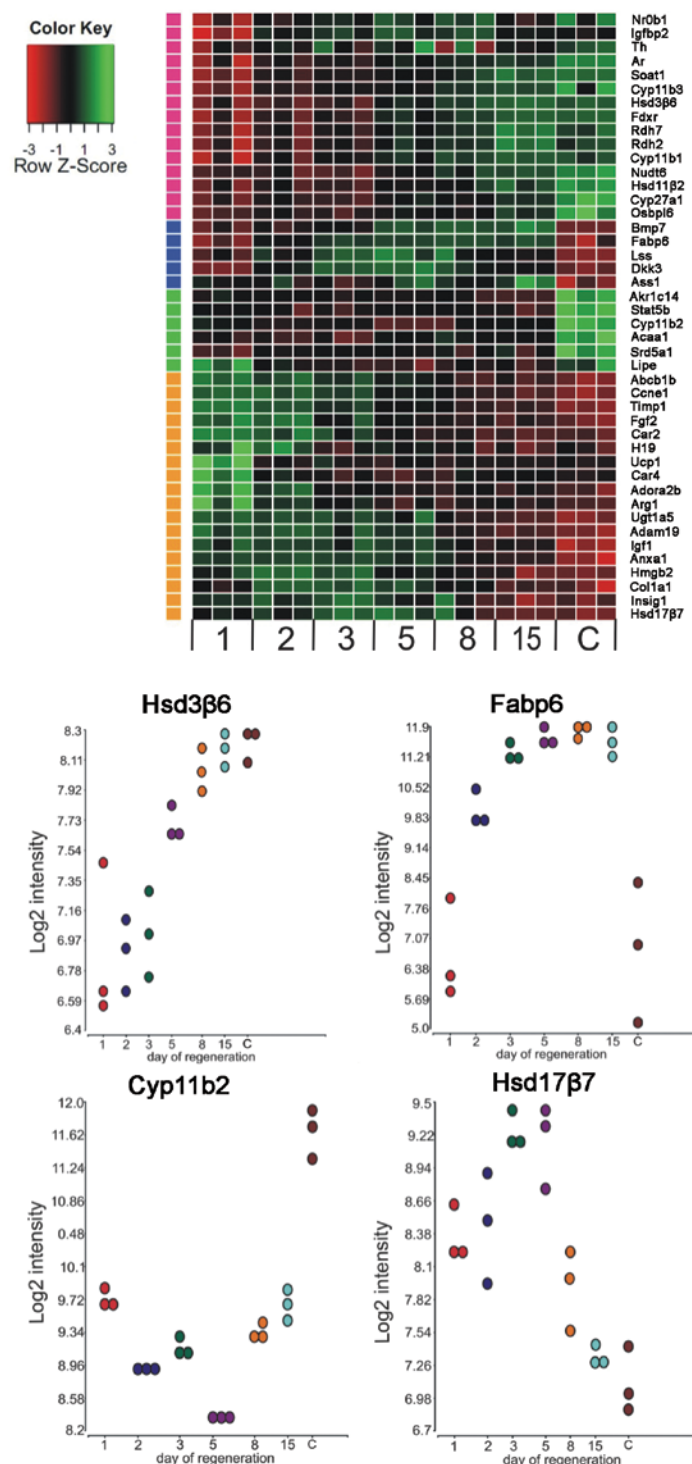 Color Key
-3 -1 1 3
Row Z-Score
Nr0b1
Igfbp2
Th
Ar
Soat1
Cyp11b3
Hsd3β6
Fdxr
Rdh7
Rdh2
Cyp11b1
Nudt6
Hsd11β2
Cyp27a1
Osbpl6
Bmp7
Fabp6
Lss
Dkk3
Ass1
Akr1c14
Stat5b
Cyp11b2
Acaa1
Srd5a1
Lipe
Abcb1b
Ccne1
Timp1
Fgf2
Car2
H19
Ucp1
Car4
Adora2b
Arg1
Ugt1a5
Adam19
Igf1
Anxa1
Hmgb2
Col1a1
Insig1
Hsd17β7
1 2 3 5 8 15 C
Hsd3β6
Log2 intensity
8.3
8.11
7.92
7.73
7.54
7.35
7.16
6.97
6.78
6.59
6.4
1 2 3 5 8 15 C
day of regeneration
Fabp6
Log2 intensity
11.9
11.21
10.52
9.83
9.14
8.45
7.76
7.07
6.38
5.69
5.0
1 2 3 5 8 15 C
day of regeneration
Cyp11b2
Log2 intensity
12.0
11.62
11.24
10.86
0.48
10.1
9.72
9.34
8.96
8.58
8.2
1 2 3 5 8 15 C
day of regeneration
Hsd17β7
Log2 intensity
9.5
9.22
8.94
8.66
8.38
8.1
7.82
7.54
7.26
6.98
6.7
1 2 3 5 8 15 C
day of regeneration